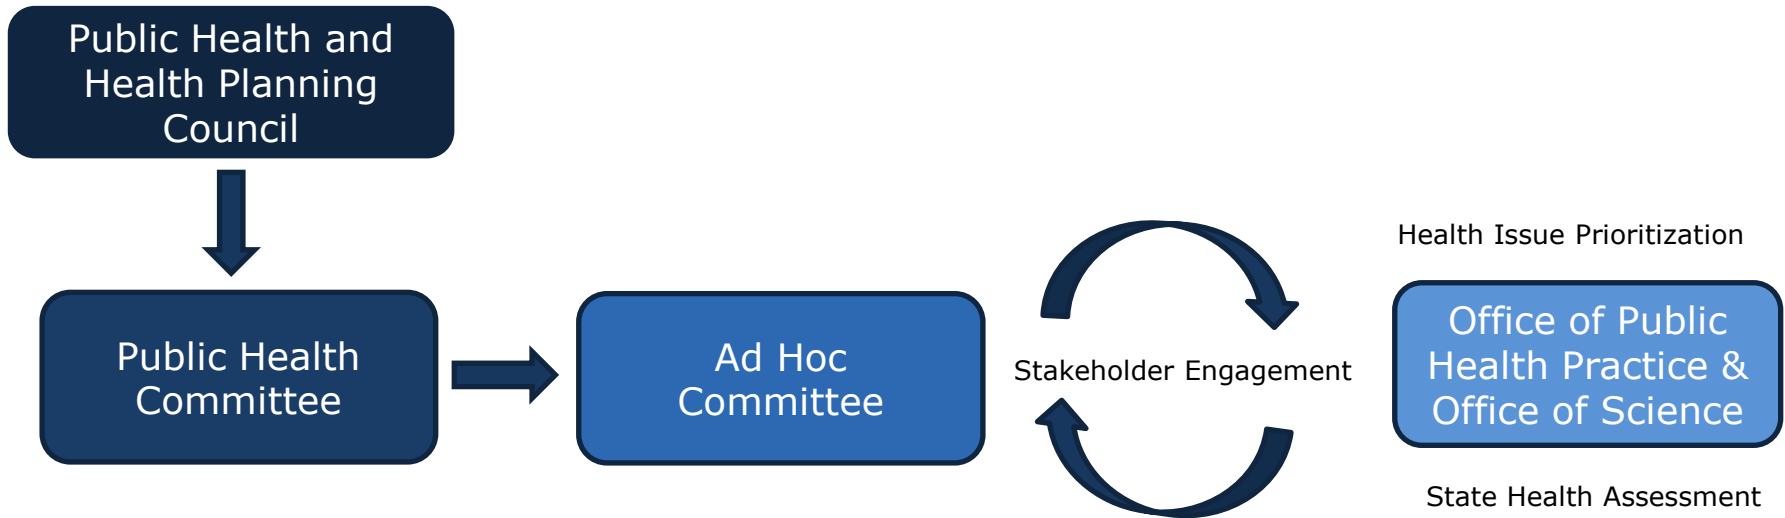 Public Health and
Health Planning
Council
Public Health
Committee
Ad Hoc
Committee
Stakeholder Engagement
Health Issue Prioritization
Office of Public
Health Practice &
Office of Science
State Health Assessment